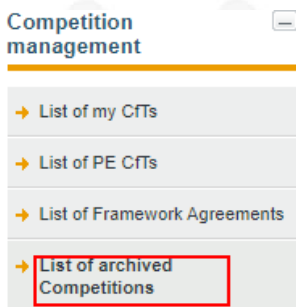 Competition
management
List of my CfTs
List of PE CfTs
List of Framework Agreements
List of archived
Competitions